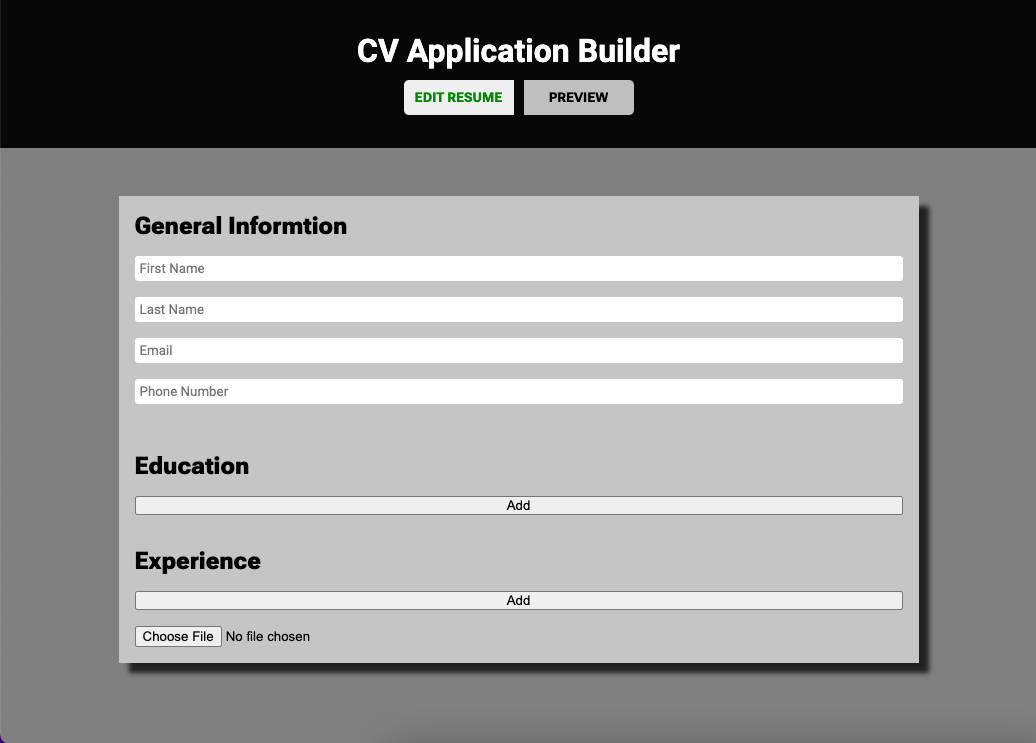 CV Application Builder
EDIT RESUME PREVIEW
General Informtion
First Name
Last Name
Email
Phone Number
Education
Add
Experience
Add
Choose File No file chosen